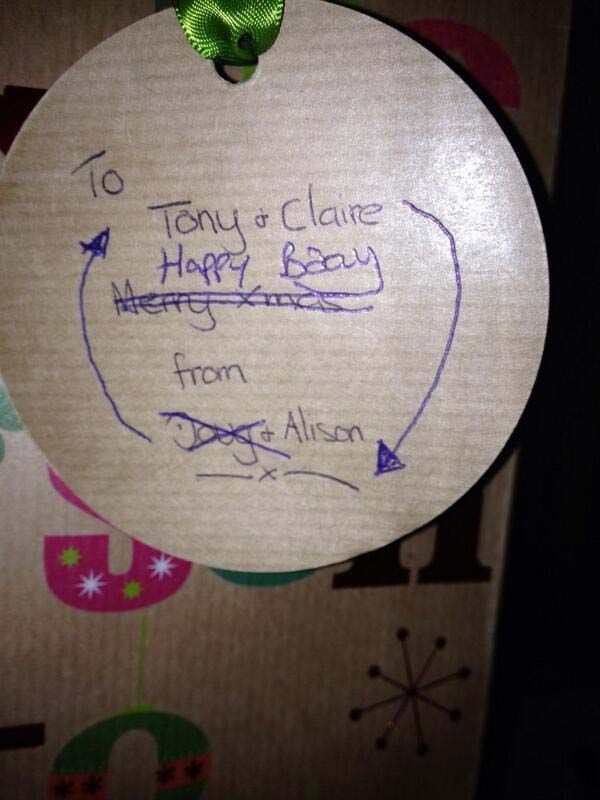 To
Tony & Claire
Happy Bday
Merry Xmas
from
Jody & Alison
x